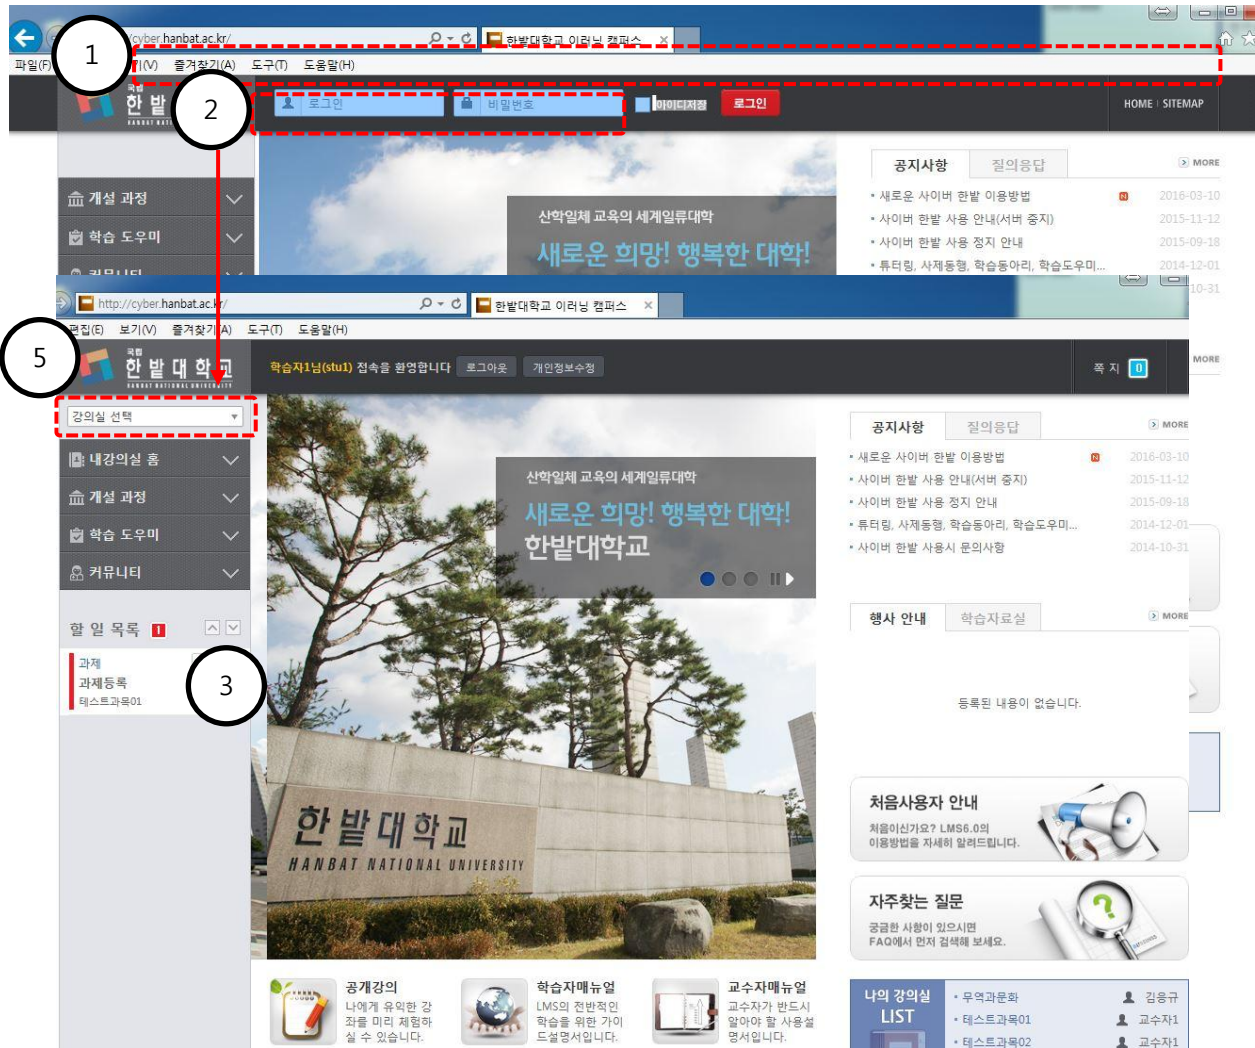 1
cyber.hanbat.ac.kr/
한발대학교 이러닝 캠퍼스
파일(F)
기(V) 즐겨찾기(A) 도구(T) 도움말(H)
2
국립
한밭
로그인
비밀번호
아이디저장
로그인
HOME | SITEMAP
개설 과정
학습 도우미
커뮤니티
산학일체 교육의 세계일류대학
새로운 희망! 행복한 대학!
공지사항
질의응답
MORE
새로운 사이버 한밭 이용방법 N 2016-03-10
사이버 한밭 사용 안내(서버 중지) 2015-11-12
사이버 한밭 사용 정지 안내 2015-09-18
튜터링, 사제동행, 학습동아리, 학습도우미... 2014-12-01
10-31
MORE
http://cyber.hanbat.ac.kr/
한밭대학교 이러닝 캠퍼스
편집(E) 보기(V) 즐겨찾기(A) 도구(T) 도움말(H)
5
국립
한밭대학교
HANBAT NATIONAL UNIVERSITY
학습자1님(stu1) 접속을 환영합니다
로그아웃
개인정보수정
쪽지 0
강의실 선택
내강의실 홈
개설 과정
학습 도우미
커뮤니티
할 일 목록 1
과제
과제등록
테스트과목01
3
산학일체 교육의 세계일류대학
새로운 희망! 행복한 대학!
한밭대학교
한밭대학교
HANBAT NATIONAL UNIVERSITY
공지사항
질의응답
MORE
새로운 사이버 한밭 이용방법 N 2016-03-10
사이버 한밭 사용 안내(서버 중지) 2015-11-12
사이버 한밭 사용 정지 안내 2015-09-18
튜터링, 사제동행, 학습동아리, 학습도우미... 2014-12-01
사이버 한밭 사용시 문의사항 2014-10-31
행사 안내
학습자료실
MORE
등록된 내용이 없습니다.
처음사용자 안내
처음이신가요? LMS6.0의
이용방법을 자세히 알려드립니다.
자주찾는 질문
궁금한 사항이 있으시면
FAQ에서 먼저 검색해 보세요.
공개강의
나에게 유익한 강
좌를 미리 체험하
실 수 있습니다.
학습자매뉴얼
LMS의 전반적인
학습을 위한 가이
드설명서입니다.
교수자매뉴얼
교수자가 반드시
알아야 할 사용설
명서입니다.
나의 강의실
LIST
무역과문화 김용규
테스트과목01 교수자1
테스트과목02 교수자1